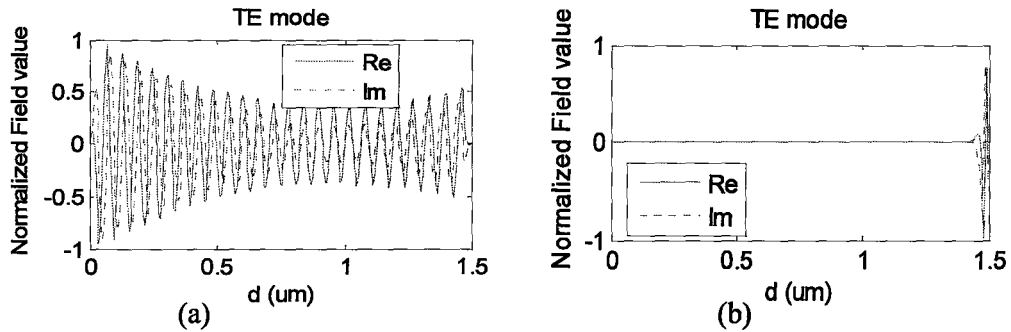 TE mode
Normalized Field value
1
0.5
0
-0.5
-1
Re
Im
0
0.5
1
1.5
d (um)
(a)
TE mode
Normalized Field value
1
0
-1
Re
Im
0
0.5
1
1.5
d (um)
(b)